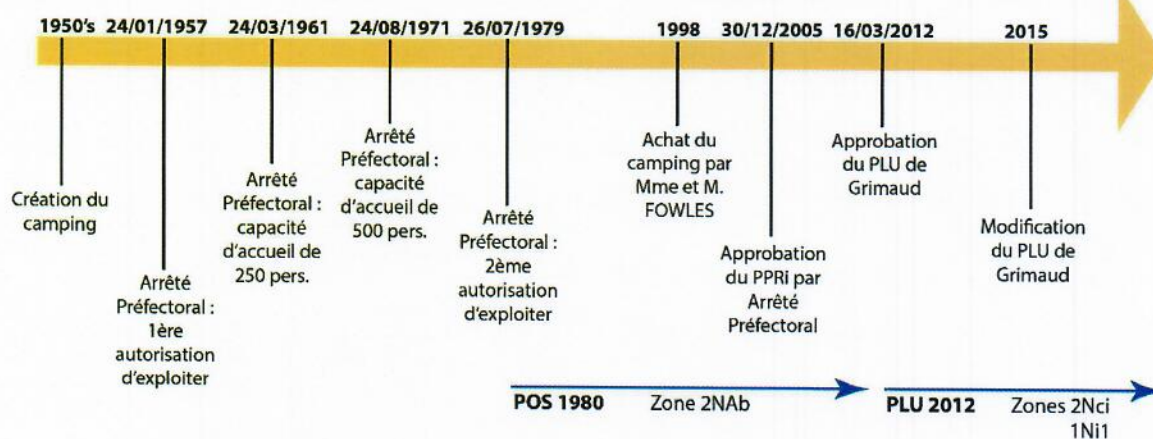 1950's 24/01/1957 24/03/1961 24/08/1971 26/07/1979 1998 30/12/2005 16/03/2012 2015
Création du
camping
Arrêté
Préfectoral :
1ère
autorisation
d'exploiter
Arrêté
Préfectoral :
capacité
d'accueil de
250 pers.
Arrêté
Préfectoral :
capacité
d'accueil de
500 pers.
Arrêté
Préfectoral :
2ème
autorisation
d'exploiter
Achat du
camping par
Mme et M.
FOWLES
Approbation
du PPRi par
Arrêté
Préfectoral
Approbation
du PLU de
Grimaud
Modification
du PLU de
Grimaud
POS 1980 Zone 2NAb
PLU 2012 Zones 2Nci
1Ni1